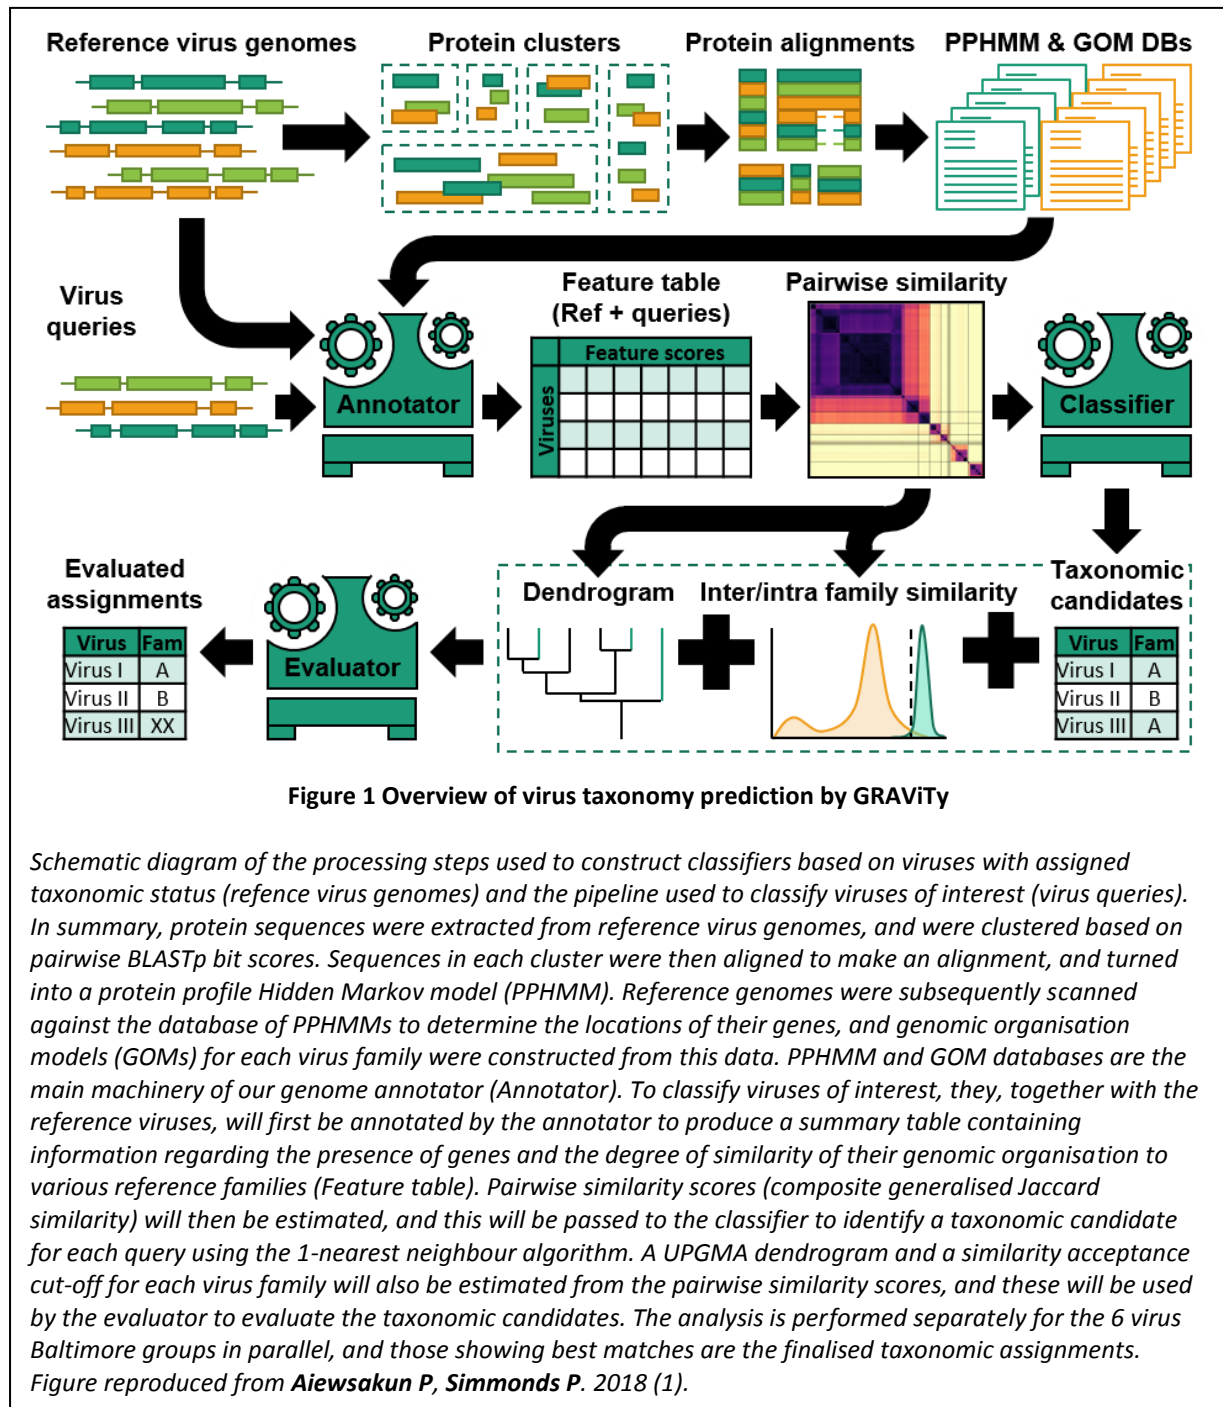 Reference virus genomes
Protein clusters
Protein alignments
PPHMM & GOM DBs
Virus
queries
Annotator
Feature table
(Ref + queries)
Feature scores
Viruses
Pairwise similarity
Classifier
Evaluated
assignments
Virus Fam
Virus I A
Virus II B
Virus III XX
Evaluator
Dendrogram
Inter/intra family similarity
Taxonomic
candidates
Virus Fam
Virus I A
Virus II B
Virus III A
Figure 1 Overview of virus taxonomy prediction by GRAViTy
Schematic diagram of the processing steps used to construct classifiers based on viruses with assigned
taxonomic status (refence virus genomes) and the pipeline used to classify viruses of interest (virus queries).
In summary, protein sequences were extracted from reference virus genomes, and were clustered based on
pairwise BLASTp bit scores. Sequences in each cluster were then aligned to make an alignment, and turned
into a protein profile Hidden Markov model (PPHMM). Reference genomes were subsequently scanned
against the database of PPHMMs to determine the locations of their genes, and genomic organisation
models (GOMs) for each virus family were constructed from this data. PPHMM and GOM databases are the
main machinery of our genome annotator (Annotator). To classify viruses of interest, they, together with the
reference viruses, will first be annotated by the annotator to produce a summary table containing
information regarding the presence of genes and the degree of similarity of their genomic organisation to
various reference families (Feature table). Pairwise similarity scores (composite generalised Jaccard
similarity) will then be estimated, and this will be passed to the classifier to identify a taxonomic candidate
for each query using the 1-nearest neighbour algorithm. A UPGMA dendrogram and a similarity acceptance
cut-off for each virus family will also be estimated from the pairwise similarity scores, and these will be used
by the evaluator to evaluate the taxonomic candidates. The analysis is performed separately for the 6 virus
Baltimore groups in parallel, and those showing best matches are the finalised taxonomic assignments.
Figure reproduced from Aiewsakun P, Simmonds P. 2018 (1).